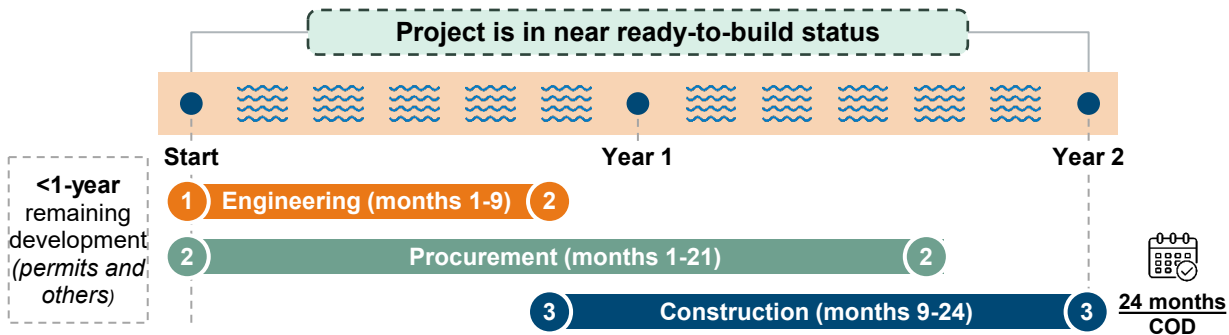 Project is in near ready-to-build status
Start
Year 1
Year 2
<1-year
remaining
development
(permits and
others)
1 Engineering (months 1-9) 2
2 Procurement (months 1-21) 2
3 Construction (months 9-24) 3
24 months
COD